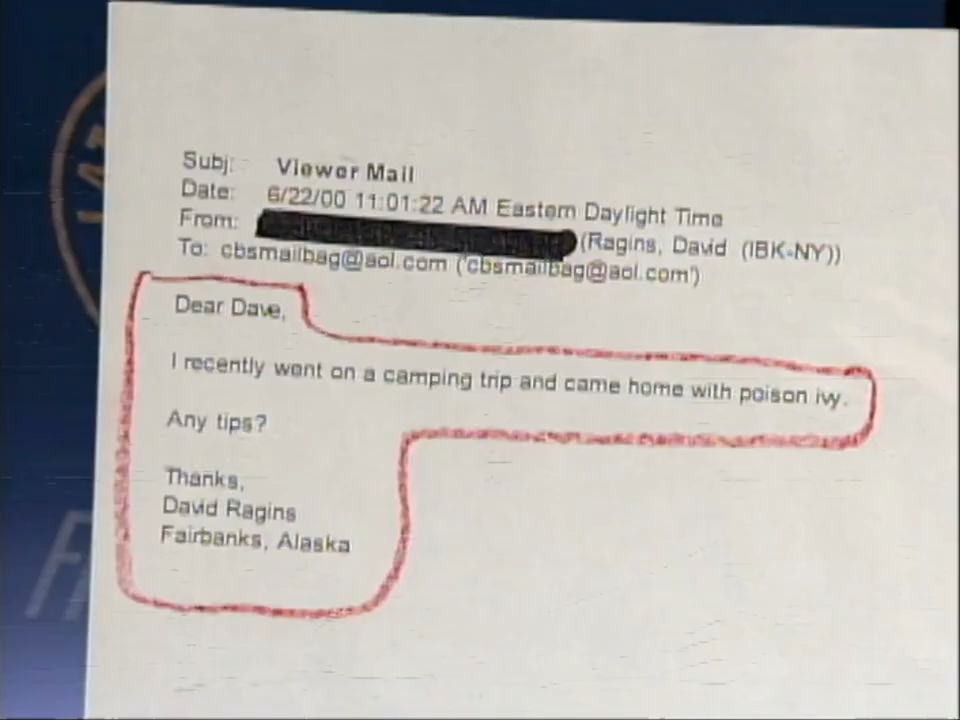 Subj: Viewer Mail
Date: 6/22/00 11:01:22 AM Eastern Daylight Time
From: (Ragins, David (IBK-NY))
To: cbsmailbag@aol.com ('cbsmailbag@aol.com')
Dear Dave,
I recently went on a camping trip and came home with poison ivy.
Any tips?
Thanks,
David Ragins
Fairbanks, Alaska